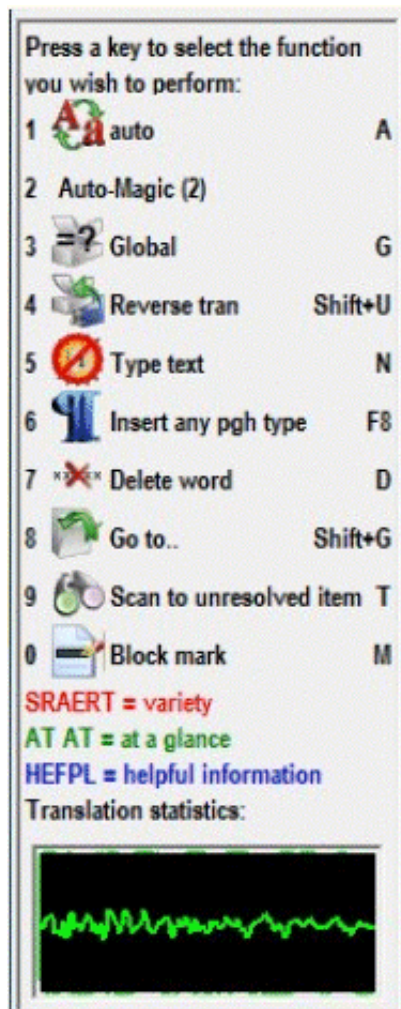 Press a key to select the function
you wish to perform:
1 auto A
2 Auto-Magic (2)
3 =? Global G
4 Reverse tran Shift+U
5 Type text N
6 ¶ Insert any pgh type F8
7 Delete word D
8 Go to.. Shift+G
9 Scan to unresolved item T
0 Block mark M
SRAERT = variety
AT AT = at a glance
HEFPL = helpful information
Translation statistics: